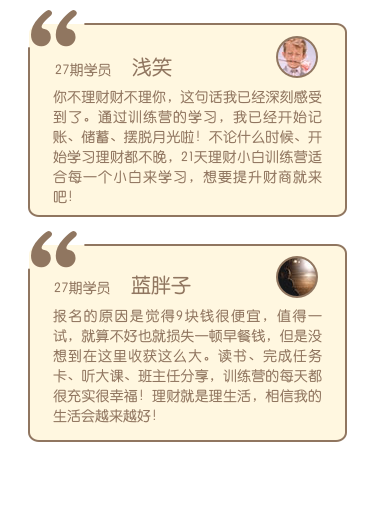 27期学员 浅笑
你不理财财不理你，这句话我已经深刻感受
到了。通过训练营的学习，我已经开始记
账、储蓄、摆脱月光啦！不论什么时候、开
始学习理财都不晚，21天理财小白训练营适
合每一个小白来学习，想要提升财商就来
吧！
27期学员 蓝胖子
报名的原因是觉得9块钱很便宜，值得一
试，就算不好也就损失一顿早餐钱，但是没
想到在这里收获这么大。读书、完成任务
卡、听大课、班主任分享，训练营的每天都
很充实很幸福！理财就是理生活，相信我的
生活会越来越好！